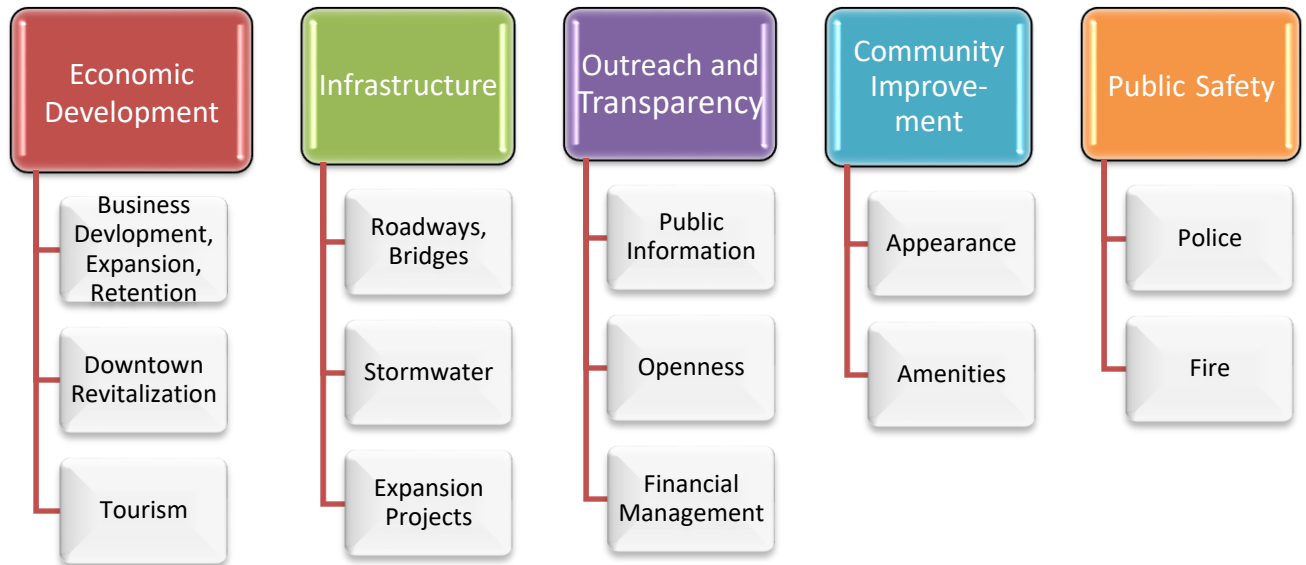 Economic
Development
Business
Devlopment,
Expansion,
Retention
Downtown
Revitalization
Tourism
Infrastructure
Roadways,
Bridges
Stormwater
Expansion
Projects
Outreach and
Transparency
Public
Information
Openness
Financial
Management
Community
Improve-
ment
Appearance
Amenities
Public Safety
Police
Fire